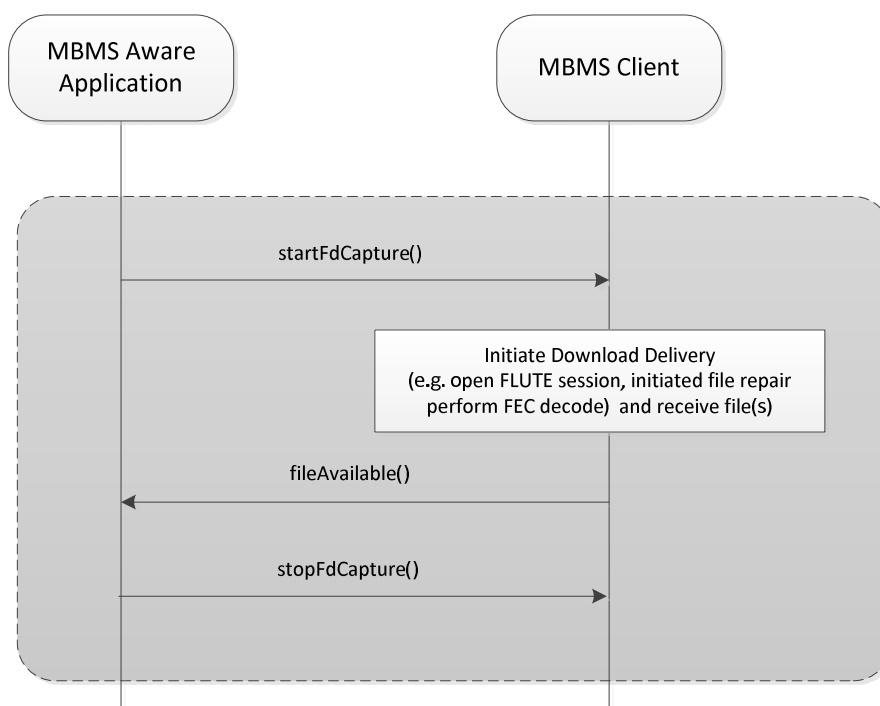 MBMS Aware
Application
MBMS Client
startFdCapture()
Initiate Download Delivery
(e.g. open FLUTE session, initiated file repair
perform FEC decode) and receive file(s)
fileAvailable()
stopFdCapture()